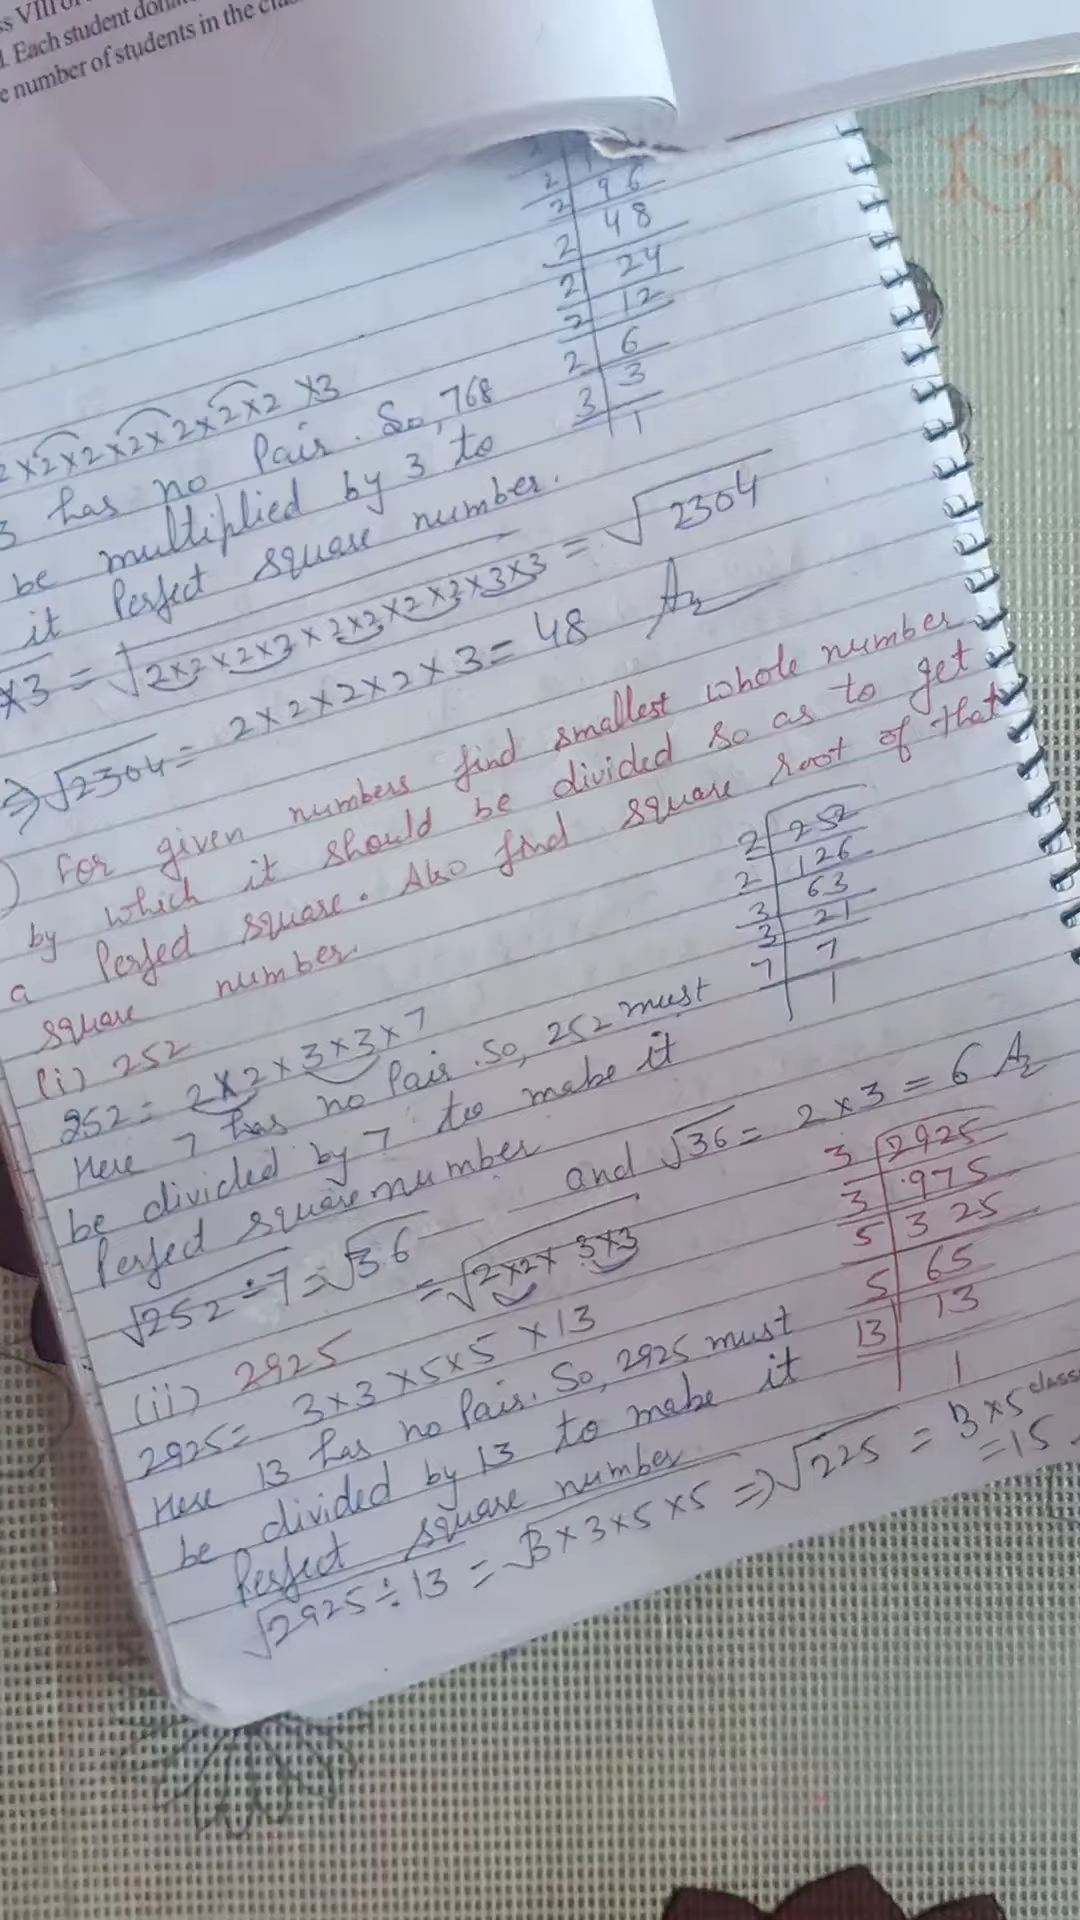 ss VIII of
l. Each student dona
e number of students in the cla
2 | 96
2 | 48
2 | 24
2 | 12
2 | 6
3 | 3
1
2×2×2×2×2×2×2 ×3
3 has no Pair. So, 768
be multiplied by 3 to
it Perfect square number.
×3 = √2×2×2×2×2×2×2×2×3×3 = √2304
⇒ √2304 = 2×2×2×2×3 = 48 Ans
) For given numbers find smallest whole number
by which it should be divided so as to get
a Perfect square. Also find square root of that
square number.
(i) 252
2 | 252
2 | 126
3 | 63
3 | 21
7 | 7
1
252 = 2×2×3×3×7
Here 7 has no Pair. So, 252 must
be divided by 7 to make it
Perfect square number
√252÷7 = √36 and √36 = 2×3 = 6 Ans
= √2×2×3×3
(ii) 2925
3 | 2925
3 | 975
5 | 325
5 | 65
13 | 13
1
2925 = 3×3×5×5×13
Here 13 has no Pair. So, 2925 must
be divided by 13 to make it
Perfect square number
√2925÷13 = √3×3×5×5 ⇒ √225 = 3×5
= 15